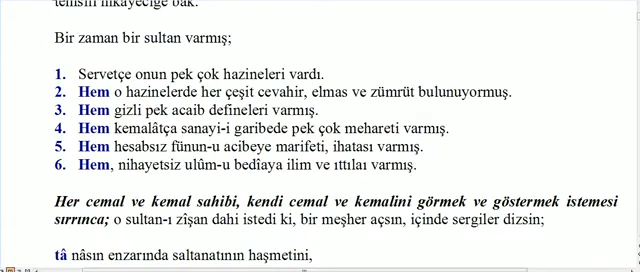 temsilî hikâyeciğe bak.
Bir zaman bir sultan varmış;
1. Servetçe onun pek çok hazineleri vardı.
2. Hem o hazinelerde her çeşit cevahir, elmas ve zümrüt bulunuyormuş.
3. Hem gizli pek acaib defineleri varmış.
4. Hem kemalâtça sanayi-i garibede pek çok mehareti varmış.
5. Hem hesabsız fünun-u acibeye marifeti, ihatası varmış.
6. Hem, nihayetsiz ulûm-u bedîaya ilim ve ıttılaı varmış.
Her cemal ve kemal sahibi, kendi cemal ve kemalini görmek ve göstermek istemesi
sırrınca; o sultan-ı zîşan dahi istedi ki, bir meşher açsın, içinde sergiler dizsin;
tâ nâsın enzarında saltanatının haşmetini,